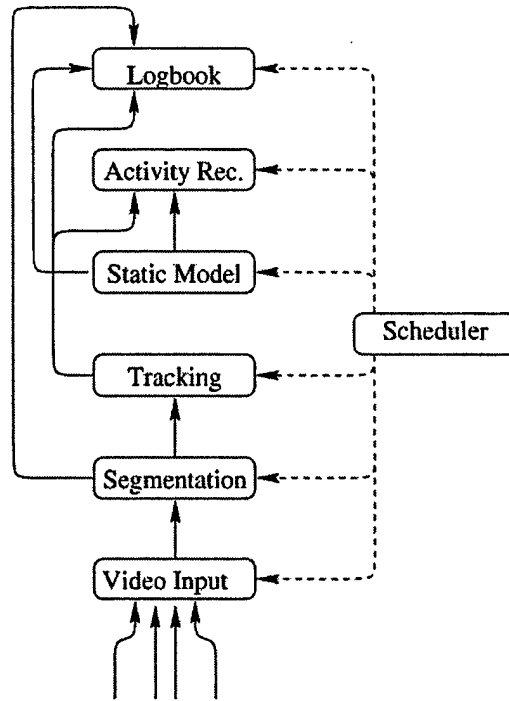 Logbook
Activity Rec.
Static Model
Scheduler
Tracking
Segmentation
Video Input